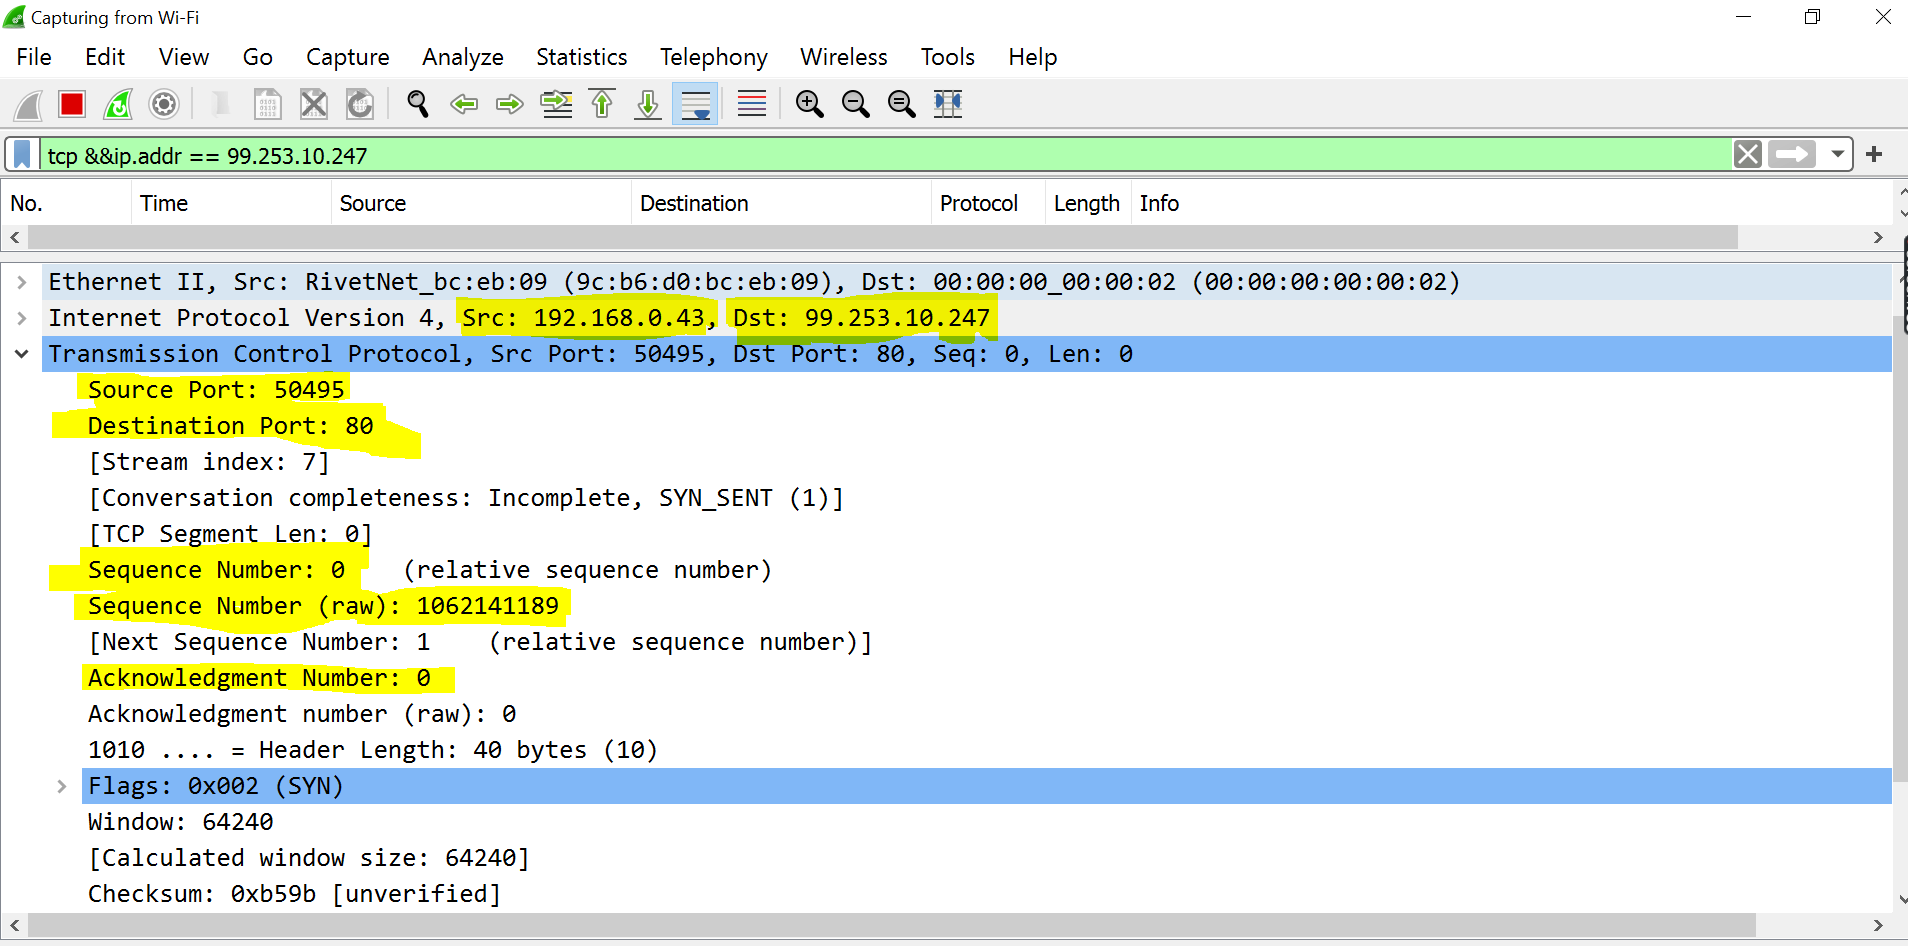 Capturing from Wi-Fi
File Edit View Go Capture Analyze Statistics Telephony Wireless Tools Help
tcp &&ip.addr == 99.253.10.247
No. Time Source Destination Protocol Length Info
Ethernet II, Src: RivetNet_bc:eb:09 (9c:b6:d0:bc:eb:09), Dst: 00:00:00_00:00:02 (00:00:00:00:00:02)
Internet Protocol Version 4, Src: 192.168.0.43, Dst: 99.253.10.247
Transmission Control Protocol, Src Port: 50495, Dst Port: 80, Seq: 0, Len: 0
Source Port: 50495
Destination Port: 80
[Stream index: 7]
[Conversation completeness: Incomplete, SYN_SENT (1)]
[TCP Segment Len: 0]
Sequence Number: 0 (relative sequence number)
Sequence Number (raw): 1062141189
[Next Sequence Number: 1 (relative sequence number)]
Acknowledgment Number: 0
Acknowledgment number (raw): 0
1010 .... = Header Length: 40 bytes (10)
Flags: 0x002 (SYN)
Window: 64240
[Calculated window size: 64240]
Checksum: 0xb59b [unverified]